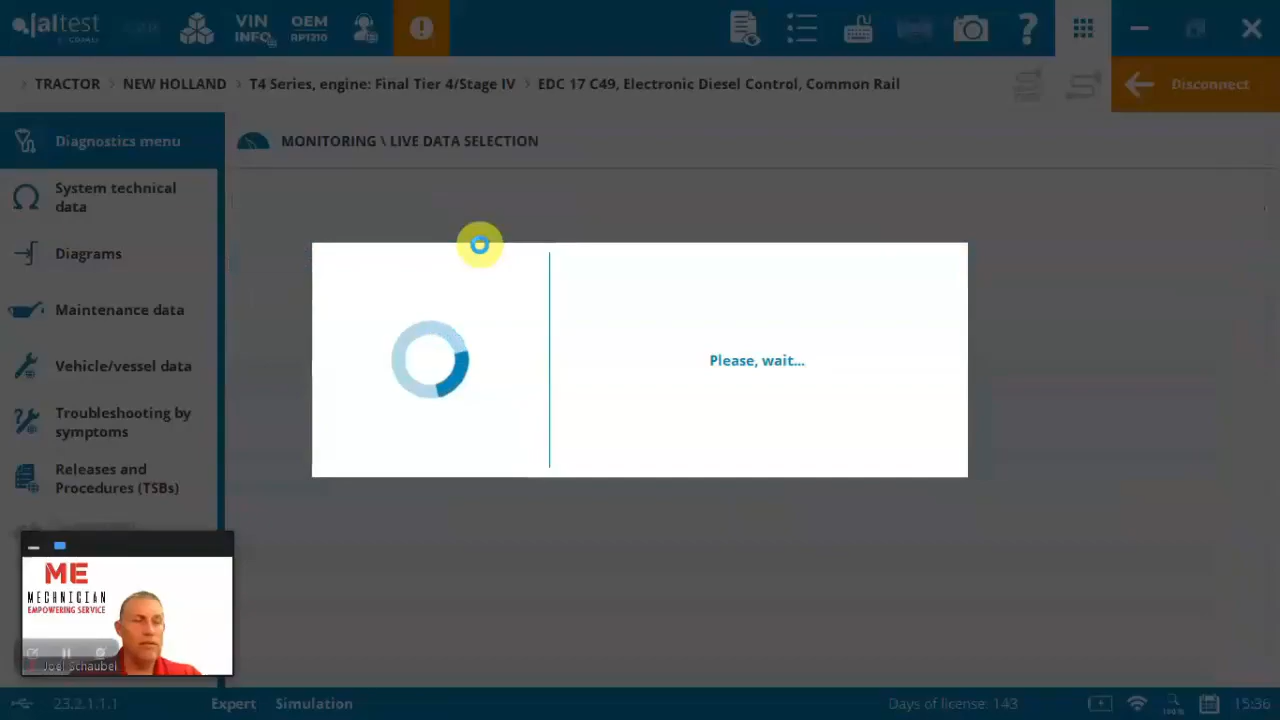 jaltest
VIN
INFO
OEM
RP1210
TRACTOR > NEW HOLLAND > T4 Series, engine: Final Tier 4/Stage IV > EDC 17 C49, Electronic Diesel Control, Common Rail
Disconnect
Diagnostics menu
MONITORING \ LIVE DATA SELECTION
System technical
data
Diagrams
Maintenance data
Vehicle/vessel data
Troubleshooting by
symptoms
Releases and
Procedures (TSBs)
Please, wait...
ME
MECHNICIAN
EMPOWERING SERVICE
Joel Schaubel
23.2.1.1.1
Expert
Simulation
Days of license: 143
100 %
15:36